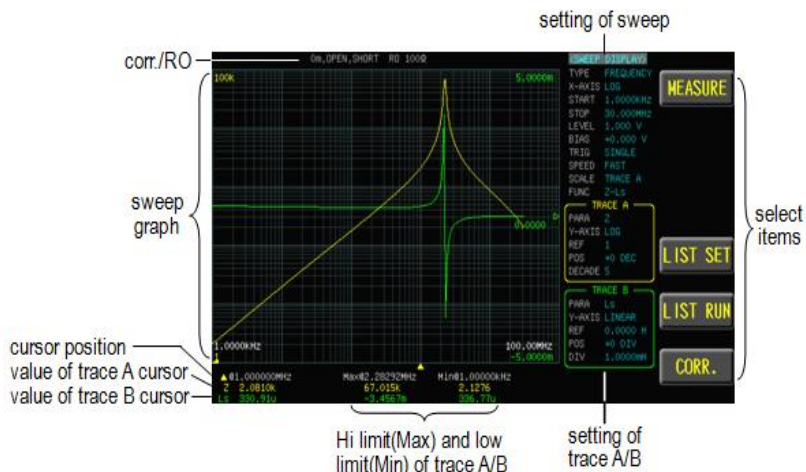 setting of sweep
corr./RO
0m,OPEN,SHORT RO 100Ω
<SWEEP DISPLAY>
100k
5.0000m
TYPE FREQUENCY
X-AXIS LOG
START 1.0000kHz
STOP 30.000MHz
LEVEL 1.000 V
BIAS +0.000 V
TRIG SINGLE
SPEED FAST
SCALE TRACE A
FUNC Z-Ls
MEASURE
sweep
graph
0.0000
TRACE A
PARA Z
Y-AXIS LOG
REF 1
POS +0 DEC
DECADE 5
LIST SET
select
items
TRACE B
PARA Ls
Y-AXIS LINEAR
REF 0.0000 H
POS +0 DIV
DIV 1.0000mH
LIST RUN
CORR.
1.0000kHz
100.00MHz
1
-5.0000m
cursor position
value of trace A cursor
value of trace B cursor
@1.000000MHz
Max@2.28292MHz
Min@1.00000kHz
Z 2.0810k
67.015k
2.1276
Ls 330.91u
-3.4567m
336.77u
Hi limit(Max) and low
limit(Min) of trace A/B
setting of
trace A/B